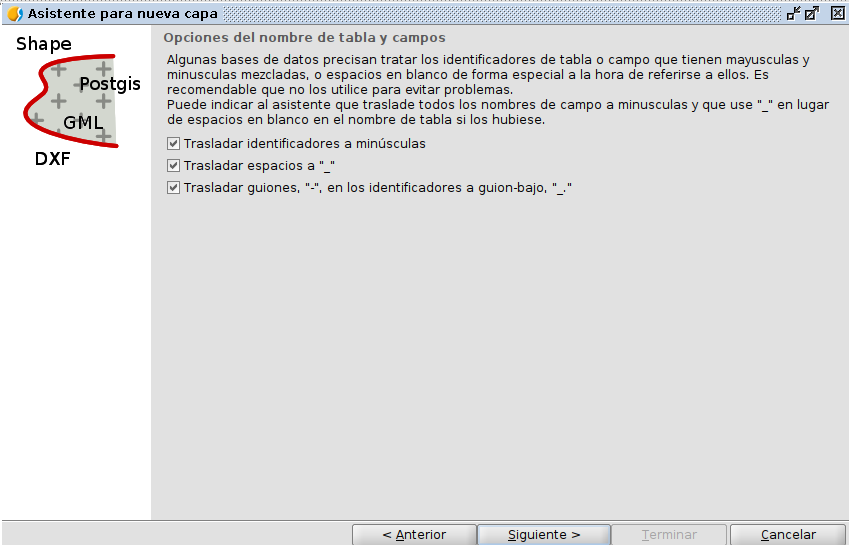 Asistente para nueva capa
Shape
Postgis
GML
DXF
Opciones del nombre de tabla y campos
Algunas bases de datos precisan tratar los identificadores de tabla o campo que tienen mayusculas y
minusculas mezcladas, o espacios en blanco de forma especial a la hora de referirse a ellos. Es
recomendable que no los utilice para evitar problemas.
Puede indicar al asistente que traslade todos los nombres de campo a minusculas y que use "_" en lugar
de espacios en blanco en el nombre de tabla si los hubiese.
Trasladar identificadores a minúsculas
Trasladar espacios a "_"
Trasladar guiones, "-", en los identificadores a guion-bajo, "_."
< Anterior
Siguiente >
Terminar
Cancelar